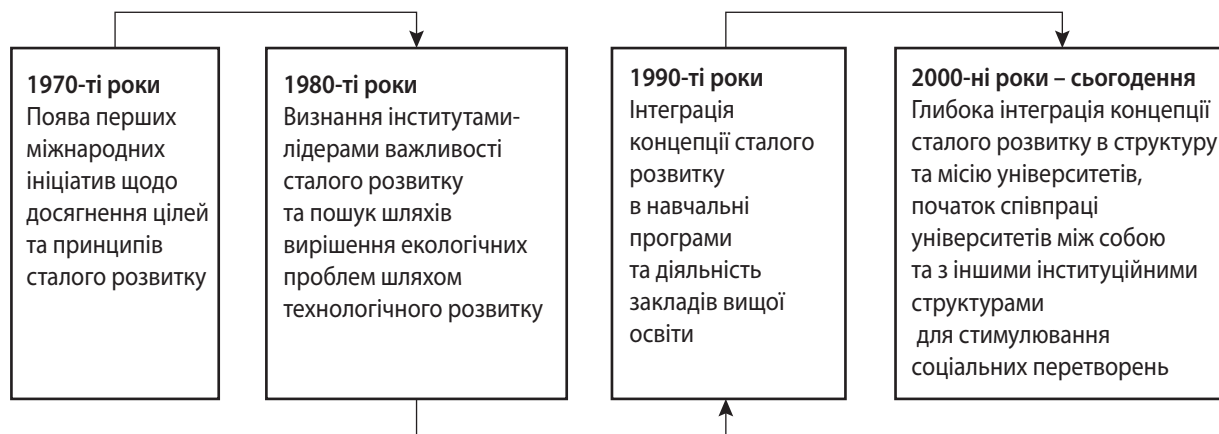 1970-ті роки
Поява перших
міжнародних
ініціатив щодо
досягнення цілей
та принципів
сталого розвитку
1980-ті роки
Визнання інститутами-
лідерами важливості
сталого розвитку
та пошук шляхів
вирішення екологічних
проблем шляхом
технологічного розвитку
1990-ті роки
Інтеграція
концепції сталого
розвитку
в навчальні
програми
та діяльність
закладів вищої
освіти
2000-ні роки – сьогодення
Глибока інтеграція концепції
сталого розвитку в структуру
та місію університетів,
початок співпраці
університетів між собою
та з іншими інституційними
структурами
для стимулювання
соціальних перетворень